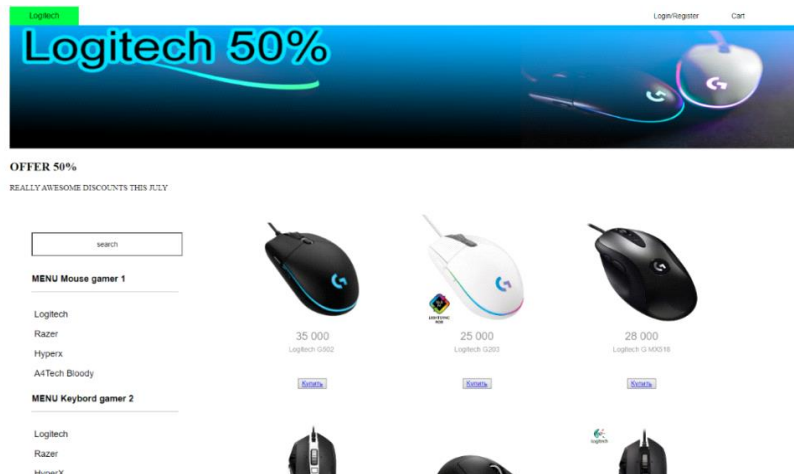 Logitech
Login/Register
Cart
Logitech 50%
OFFER 50%
REALLY AWESOME DISCOUNTS THIS JULY
search
MENU Mouse gamer 1
Logitech
Razer
Hyperx
A4Tech Bloody
35 000
25 000
28 000
Logitech G502
Logitech G203
Logitech G MX518
Купить
Купить
Купить
MENU Keybord gamer 2
Logitech
Razer
HyperX
Logitech